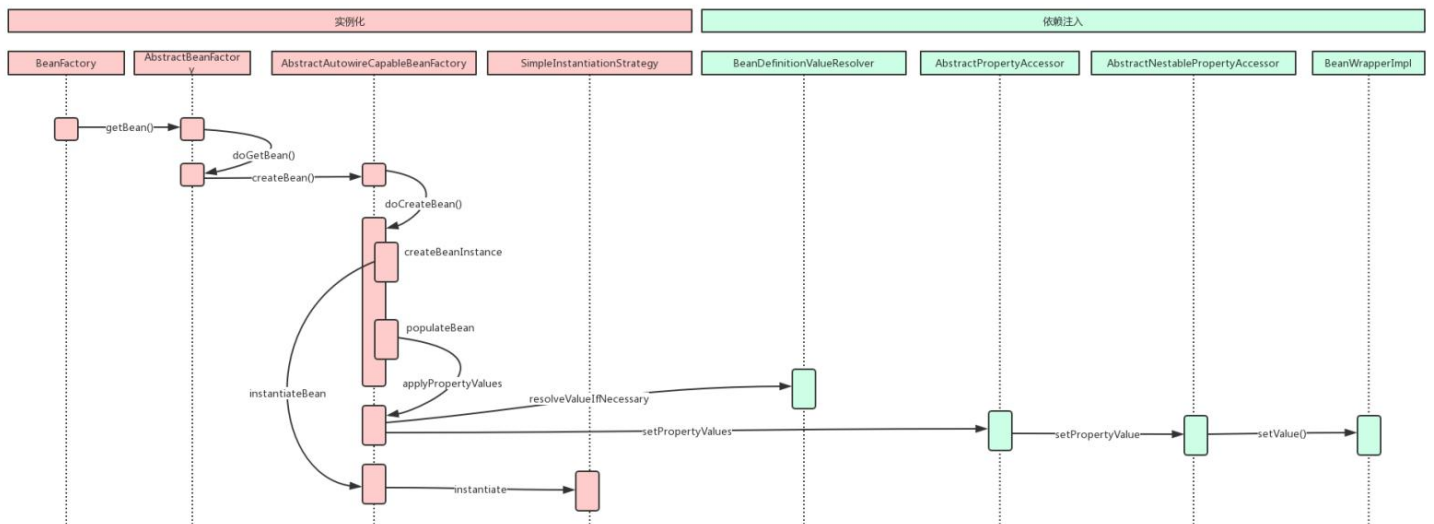 实例化
依赖注入
BeanFactory
AbstractBeanFactor
y
AbstractAutowireCapableBeanFactory
SimpleInstantiationStrategy
BeanDefinitionValueResolver
AbstractPropertyAccessor
AbstractNestablePropertyAccessor
BeanWrapperImpl
getBean()
doGetBean()
createBean()
doCreateBean()
createBeanInstance
populateBean
applyPropertyValues
instantiateBean
resolveValueIfNecessary
setPropertyValues
setPropertyValue
setValue()
instantiate